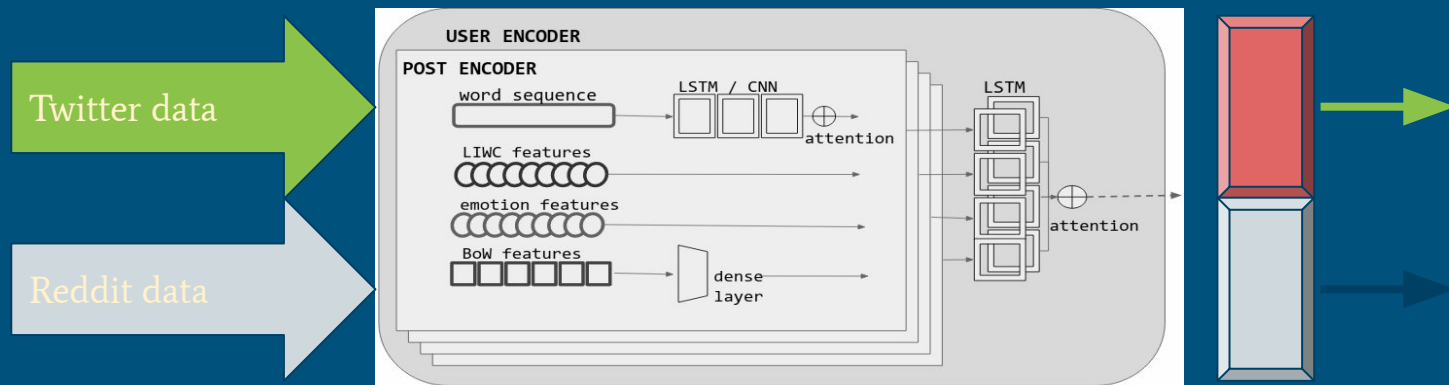 Twitter data
Reddit data
USER ENCODER
POST ENCODER
word sequence
LSTM / CNN
attention
LIWC features
emotion features
BoW features
dense
layer
LSTM
attention